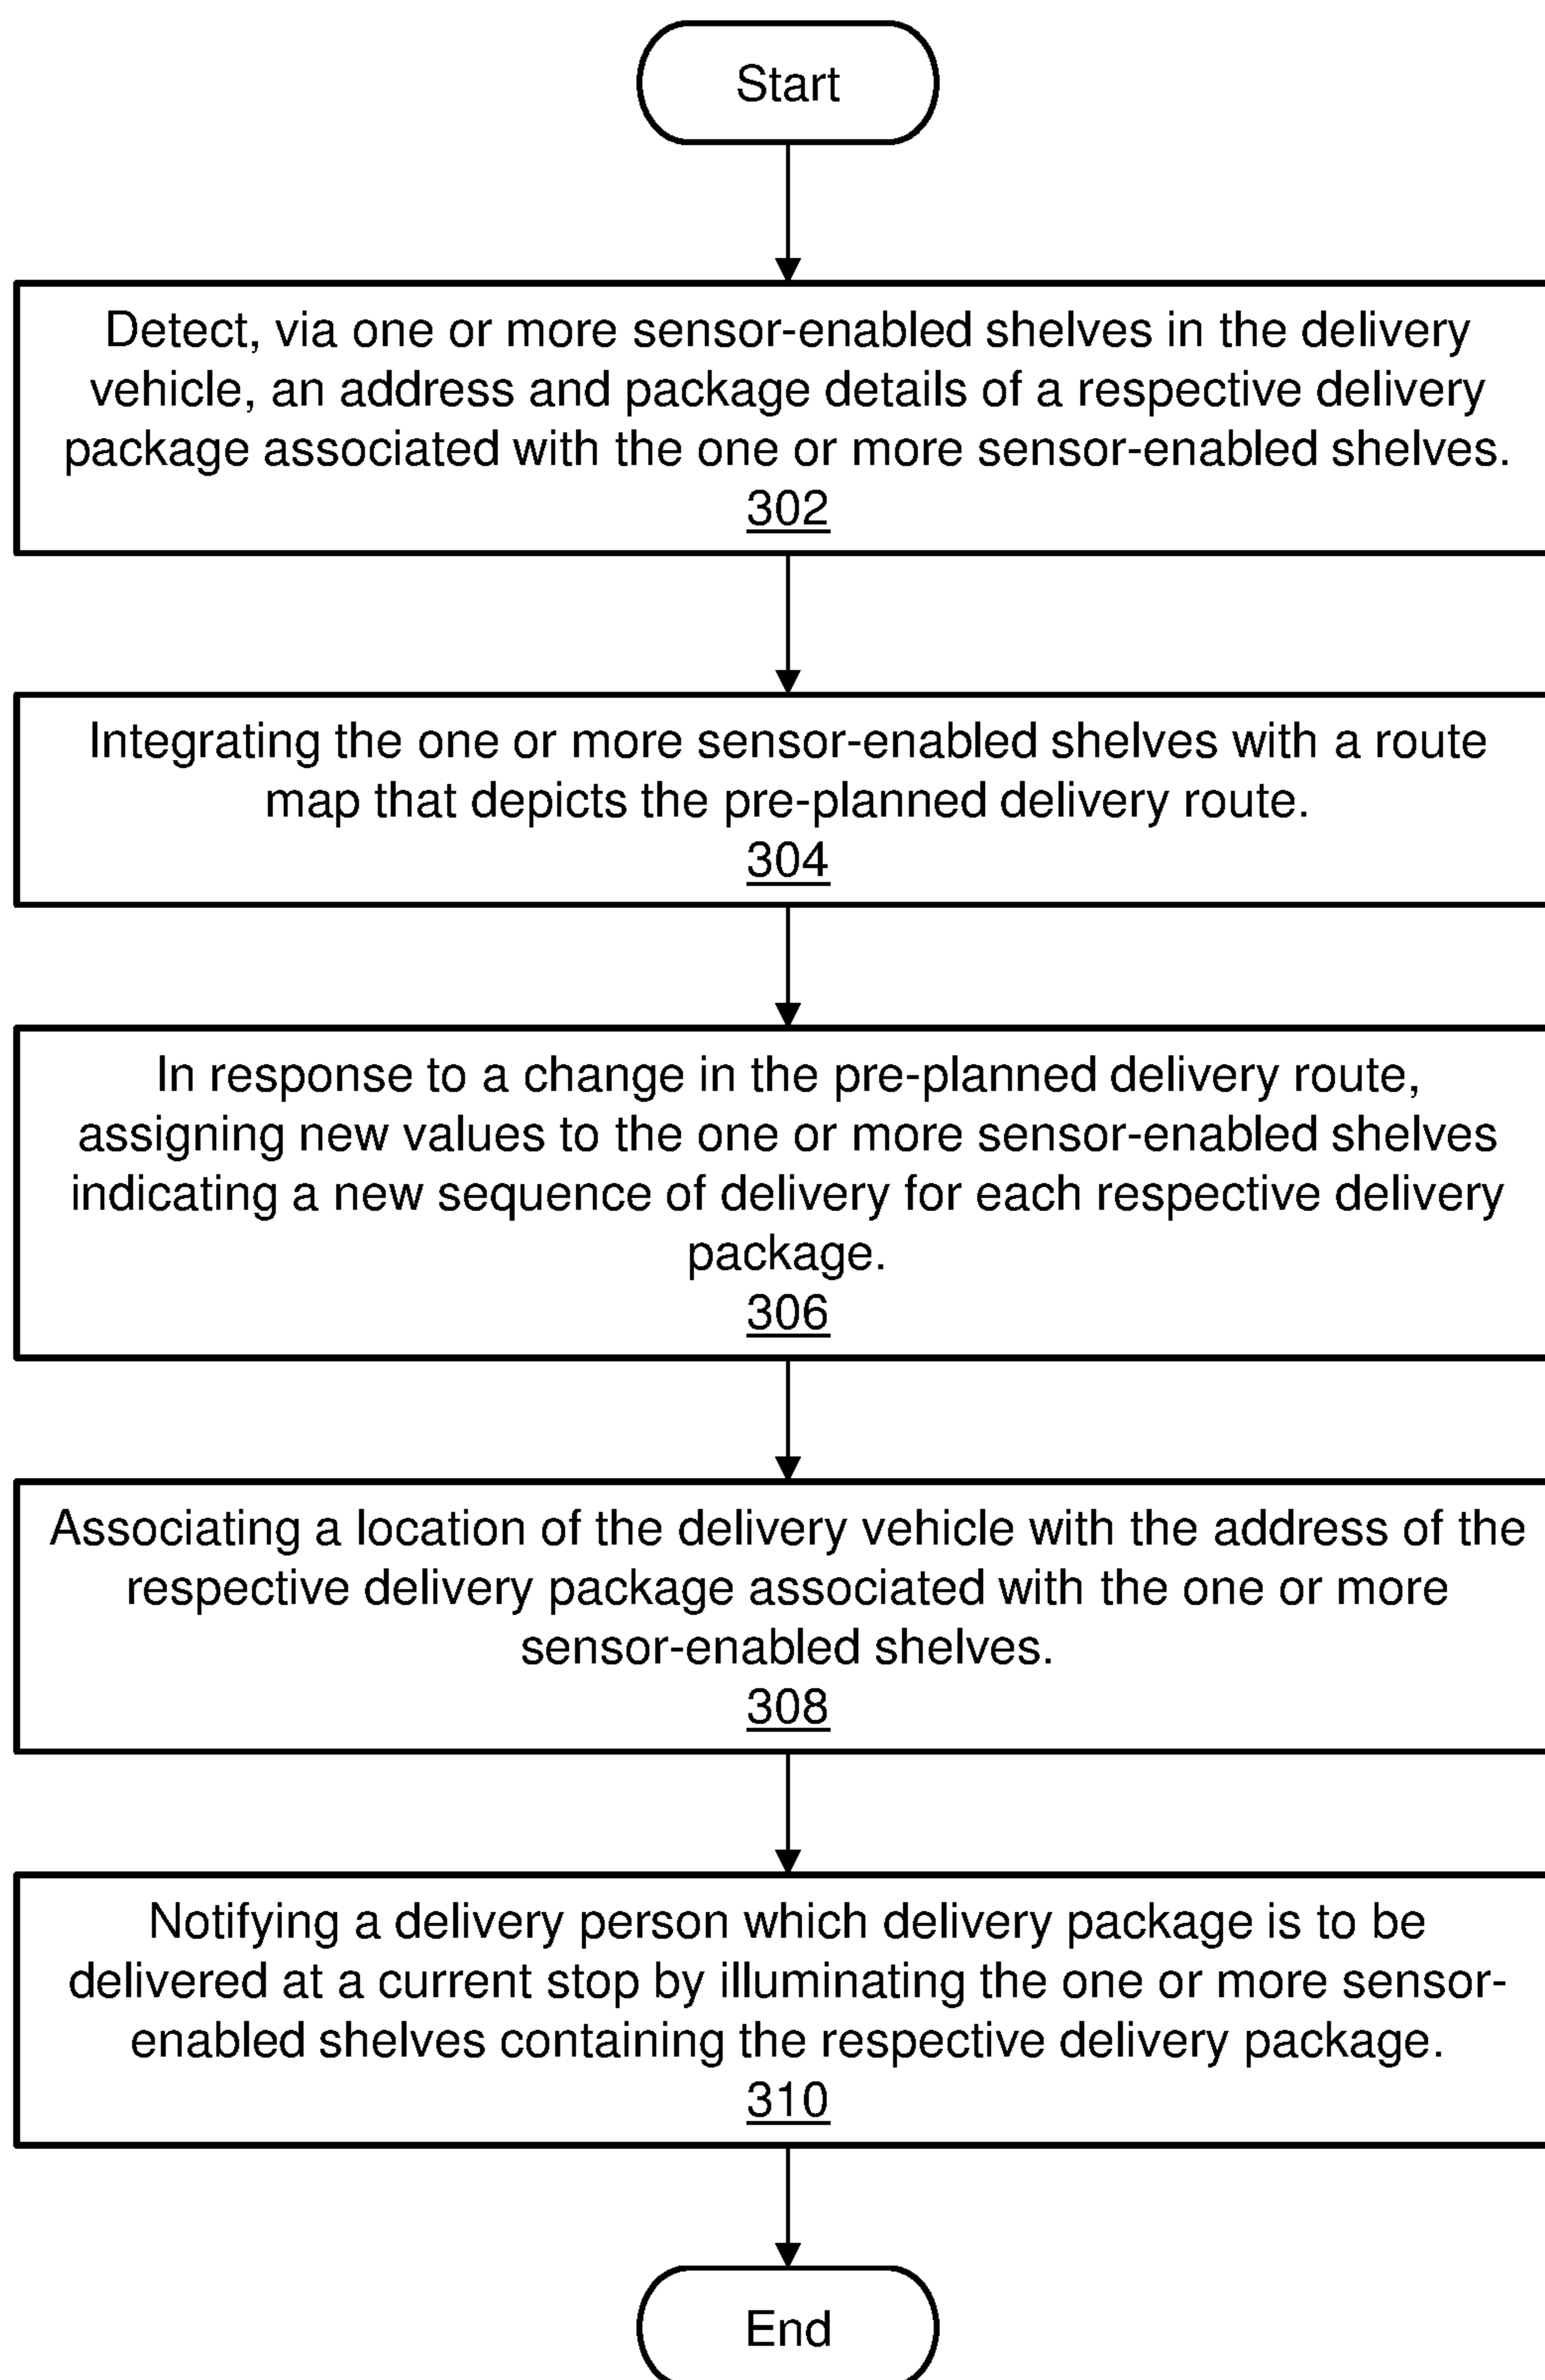 Start
Detect, via one or more sensor-enabled shelves in the delivery
vehicle, an address and package details of a respective delivery
package associated with the one or more sensor-enabled shelves.
302
Integrating the one or more sensor-enabled shelves with a route
map that depicts the pre-planned delivery route.
304
In response to a change in the pre-planned delivery route,
assigning new values to the one or more sensor-enabled shelves
indicating a new sequence of delivery for each respective delivery
package.
306
Associating a location of the delivery vehicle with the address of the
respective delivery package associated with the one or more
sensor-enabled shelves.
308
Notifying a delivery person which delivery package is to be
delivered at a current stop by illuminating the one or more sensor-
enabled shelves containing the respective delivery package.
310
End